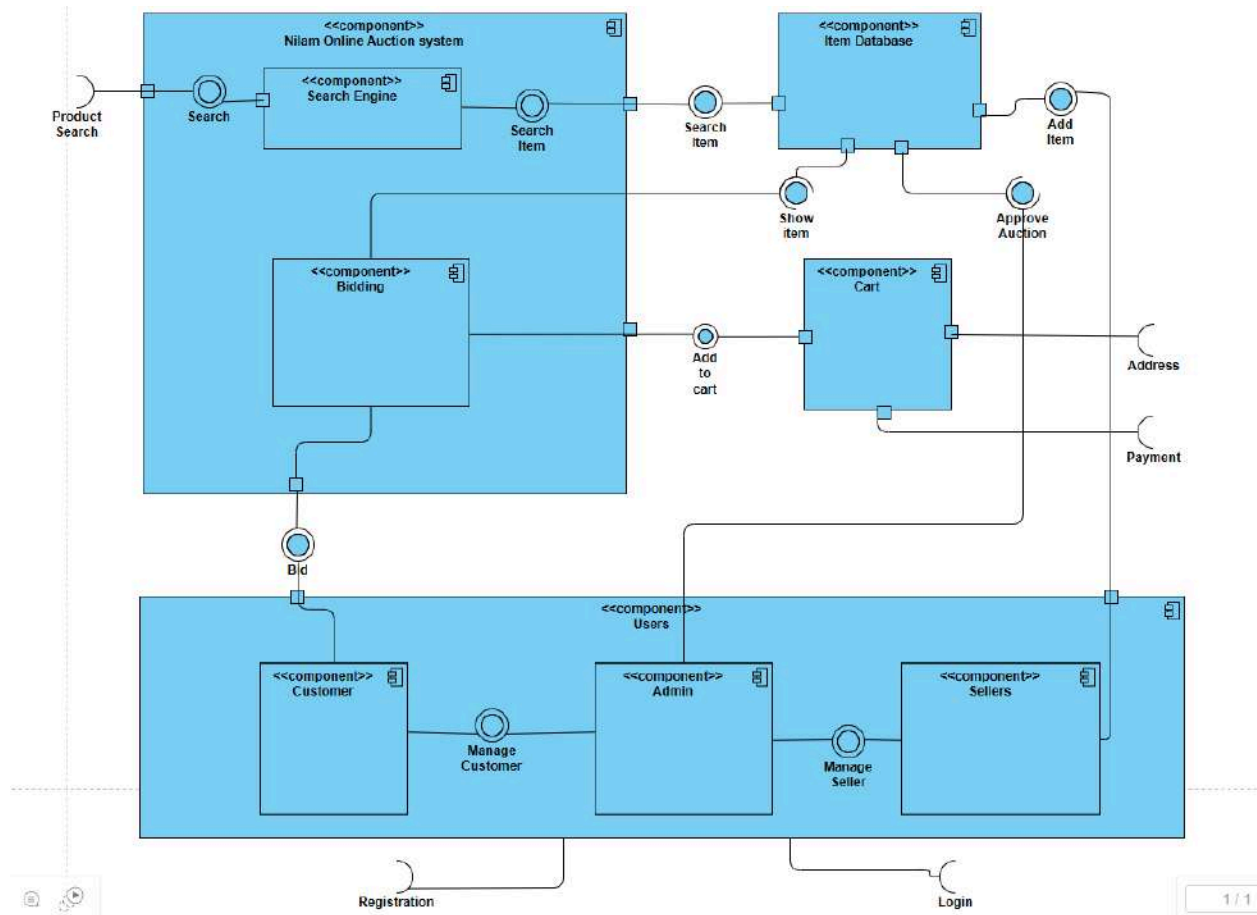 <<component>>
Nilam Online Auction system
<<component>>
Item Database
<<component>>
Search Engine
Product
Search
Search
Search
Item
Search
Item
Add
Item
Show
item
Approve
Auction
<<component>>
Bidding
<<component>>
Cart
Add
to
cart
Address
Payment
Bid
<<component>>
Users
<<component>>
Customer
<<component>>
Admin
<<component>>
Sellers
Manage
Customer
Manage
Seller
Registration
Login
1 / 1